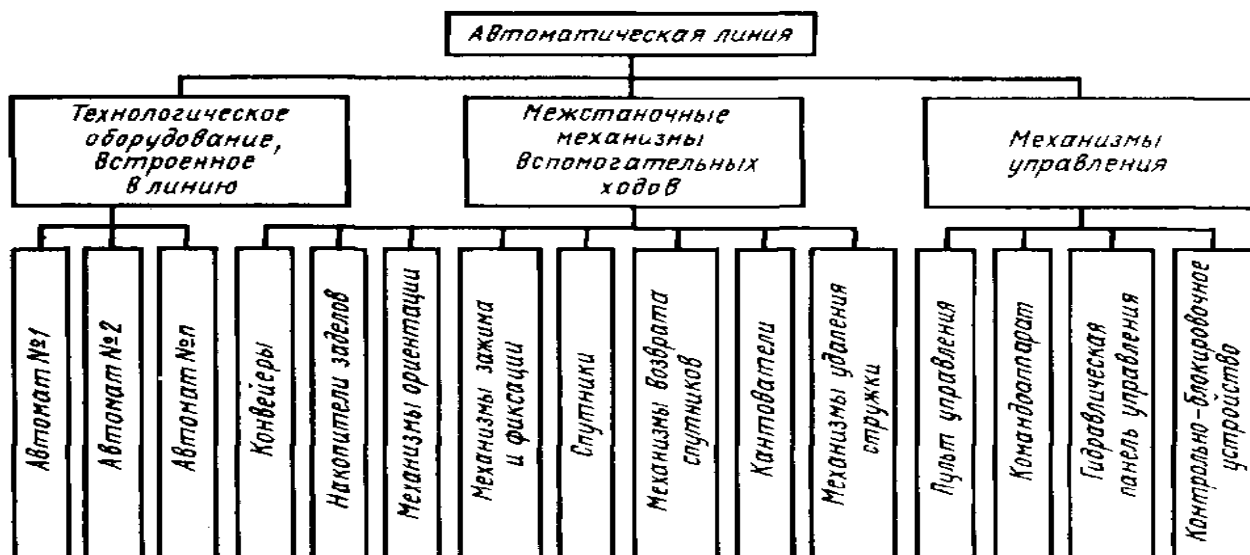 Автоматическая линия
Технологическое
оборудование,
встроенное
в линию
Межстаночные
механизмы
вспомогательных
ходов
Механизмы
управления
Автомат №1
Автомат №2
Автомат №n
Конвейеры
Накопители заделов
Механизмы ориентации
Механизмы зажима
и фиксации
Спутники
Механизмы возврата
спутников
Кантователи
Механизмы удаления
стружки
Пульт управления
Командоаппарат
Гидравлическая
панель управления
Контрольно-блокировочное
устройство